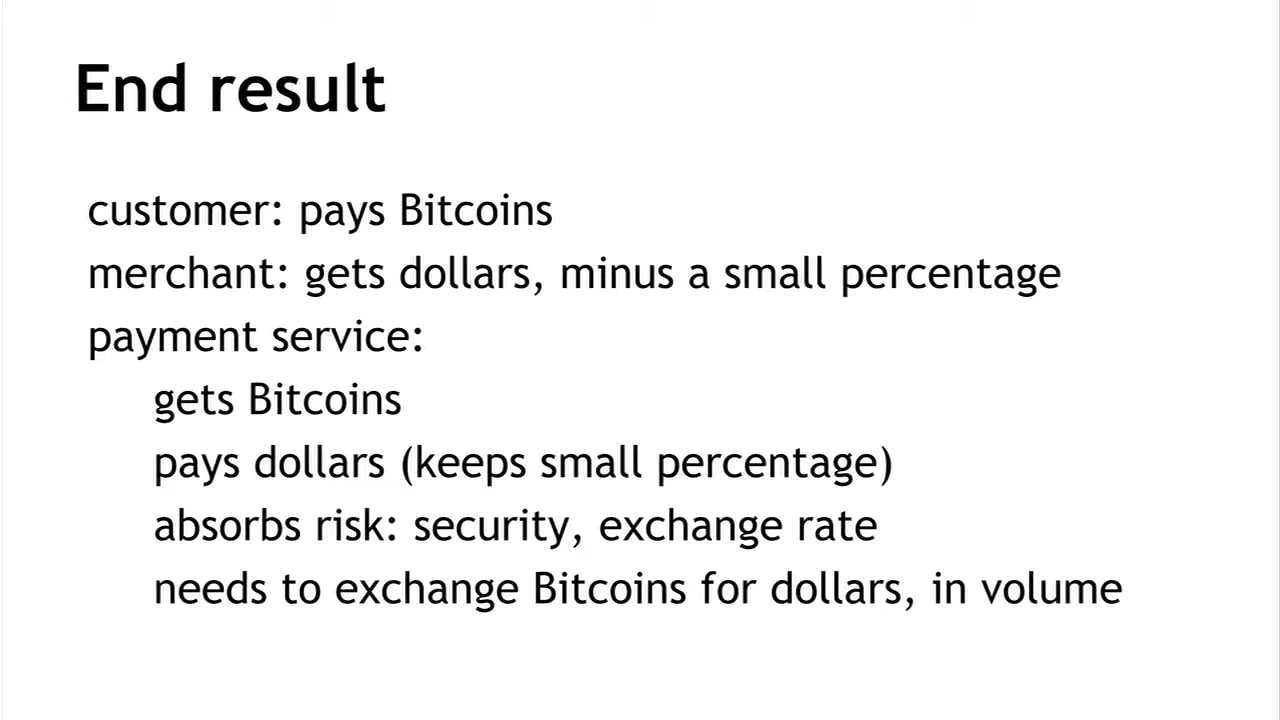 End result
customer: pays Bitcoins
merchant: gets dollars, minus a small percentage
payment service:
gets Bitcoins
pays dollars (keeps small percentage)
absorbs risk: security, exchange rate
needs to exchange Bitcoins for dollars, in volume